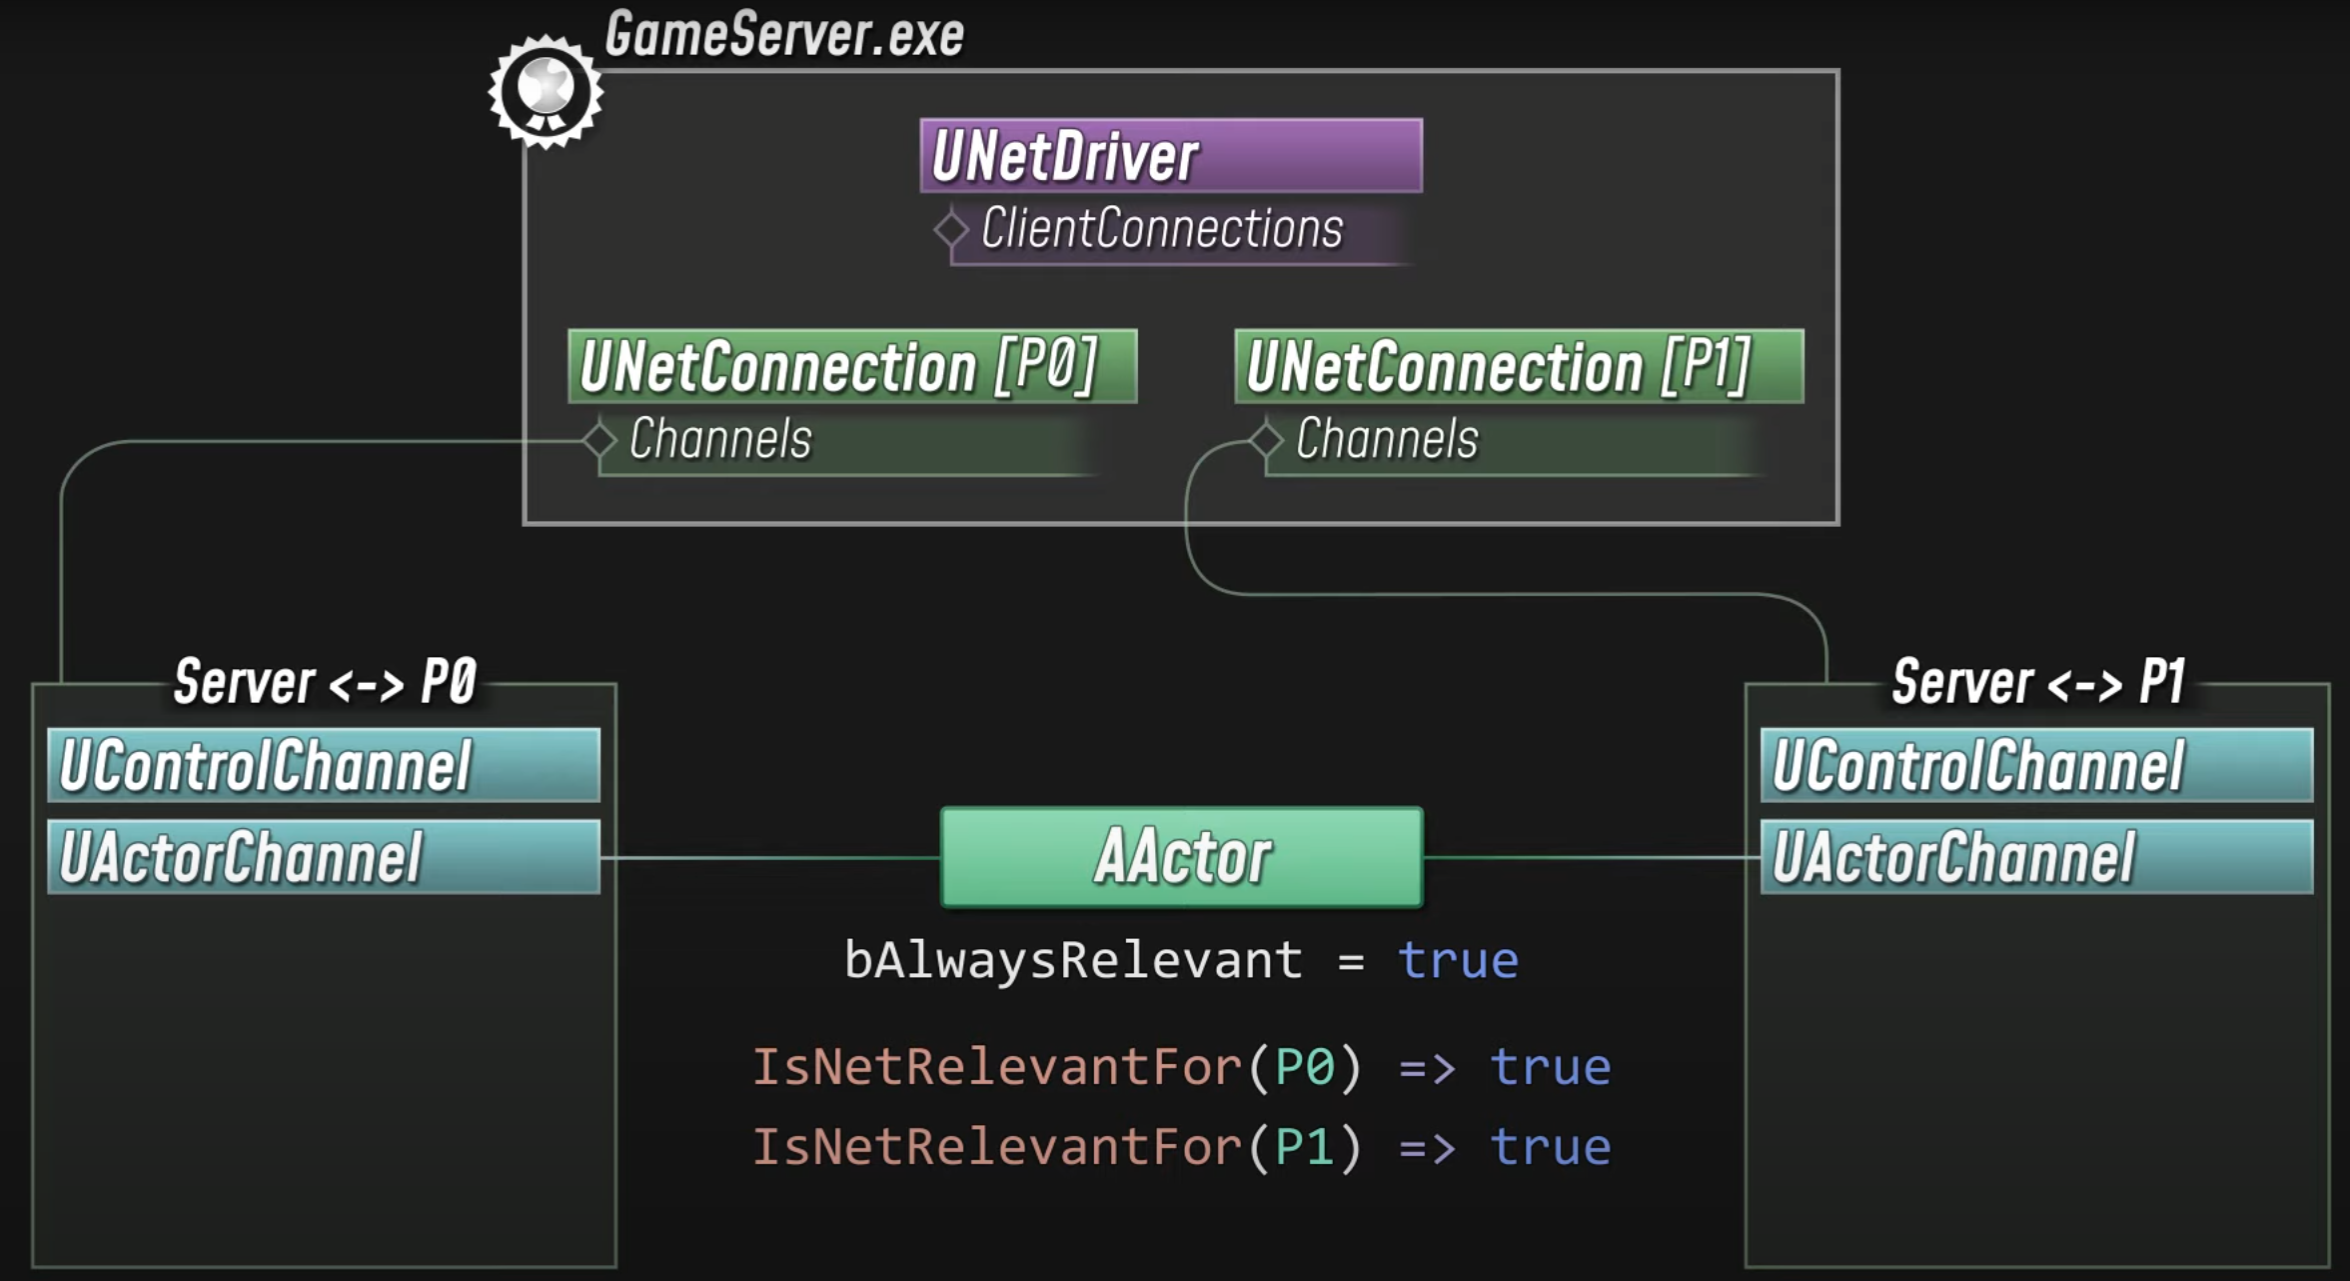 GameServer.exe
UNetDriver
ClientConnections
UNetConnection [P0]
Channels
UNetConnection [P1]
Channels
Server <-> P0
UControlChannel
UActorChannel
Server <-> P1
UControlChannel
UActorChannel
AActor
bAlwaysRelevant = true
IsNetRelevantFor(P0) => true
IsNetRelevantFor(P1) => true